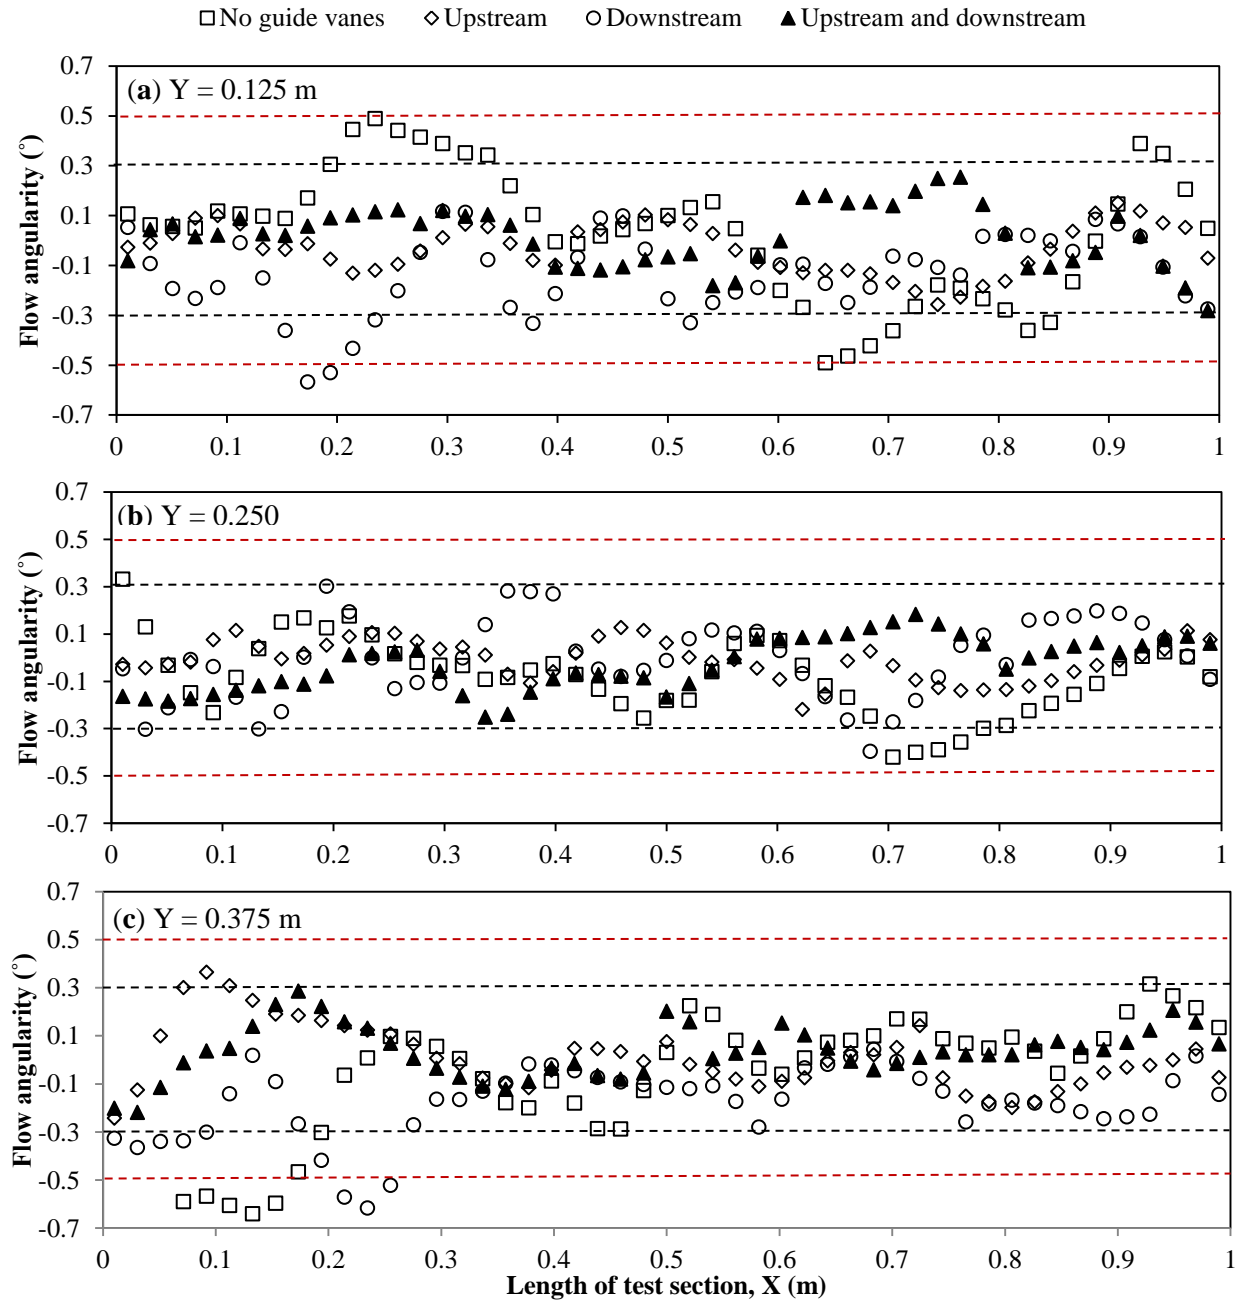 No guide vanes Upstream Downstream Upstream and downstream
(a) Y = 0.125 m
Flow angularity (˚)
0.7
0.5
0.3
0.1
-0.1
-0.3
-0.5
-0.7
0 0.1 0.2 0.3 0.4 0.5 0.6 0.7 0.8 0.9 1
(b) Y = 0.250
Flow angularity (˚)
0.7
0.5
0.3
0.1
-0.1
-0.3
-0.5
-0.7
0 0.1 0.2 0.3 0.4 0.5 0.6 0.7 0.8 0.9 1
(c) Y = 0.375 m
Flow angularity (˚)
0.7
0.5
0.3
0.1
-0.1
-0.3
-0.5
-0.7
0 0.1 0.2 0.3 0.4 0.5 0.6 0.7 0.8 0.9 1
Length of test section, X (m)